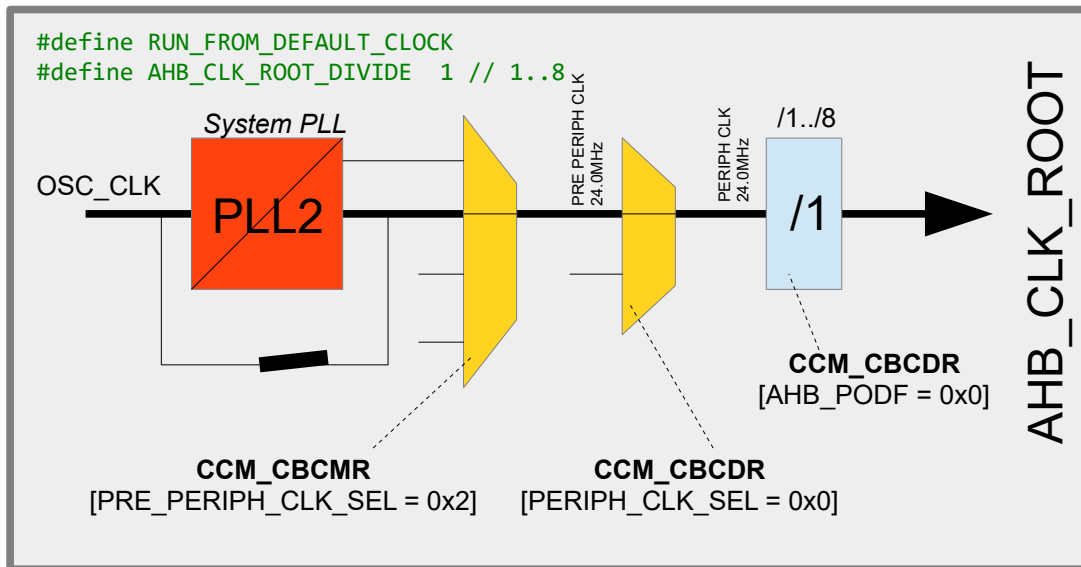 #define RUN_FROM_DEFAULT_CLOCK
#define AHB_CLK_ROOT_DIVIDE  1 // 1..8
System PLL
OSC_CLK
PLL2
PRE PERIPH CLK
24.0MHz
PERIPH CLK
24.0MHz
/1../8
/1
AHB_CLK_ROOT
CCM_CBCDR
[AHB_PODF = 0x0]
CCM_CBCMR
[PRE_PERIPH_CLK_SEL = 0x2]
CCM_CBCDR
[PERIPH_CLK_SEL = 0x0]